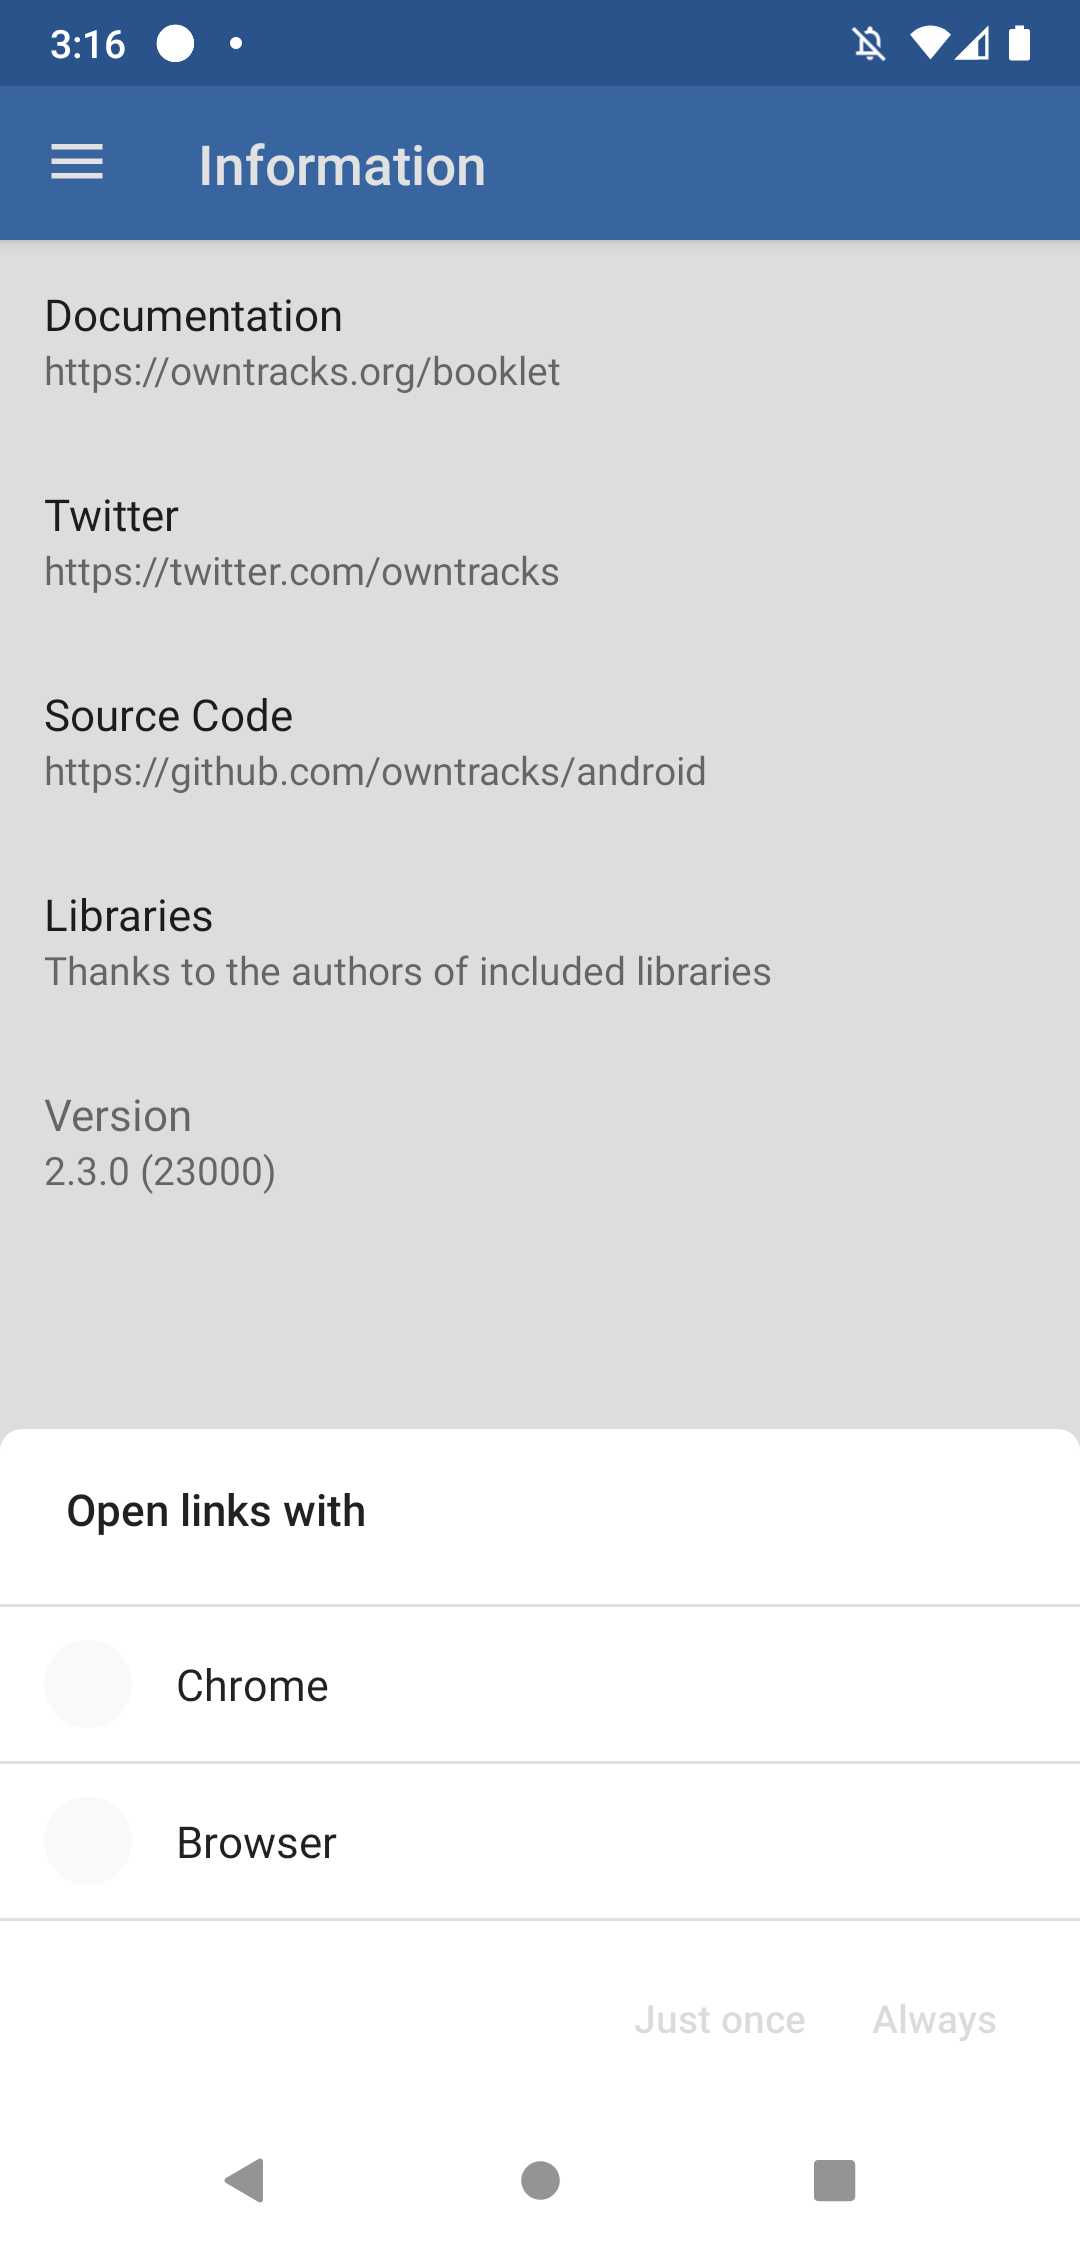 3:16
Information
Documentation
https://owntracks.org/booklet
Twitter
https://twitter.com/owntracks
Source Code
https://github.com/owntracks/android
Libraries
Thanks to the authors of included libraries
Version
2.3.0 (23000)
Open links with
Chrome
Browser
Just once Always